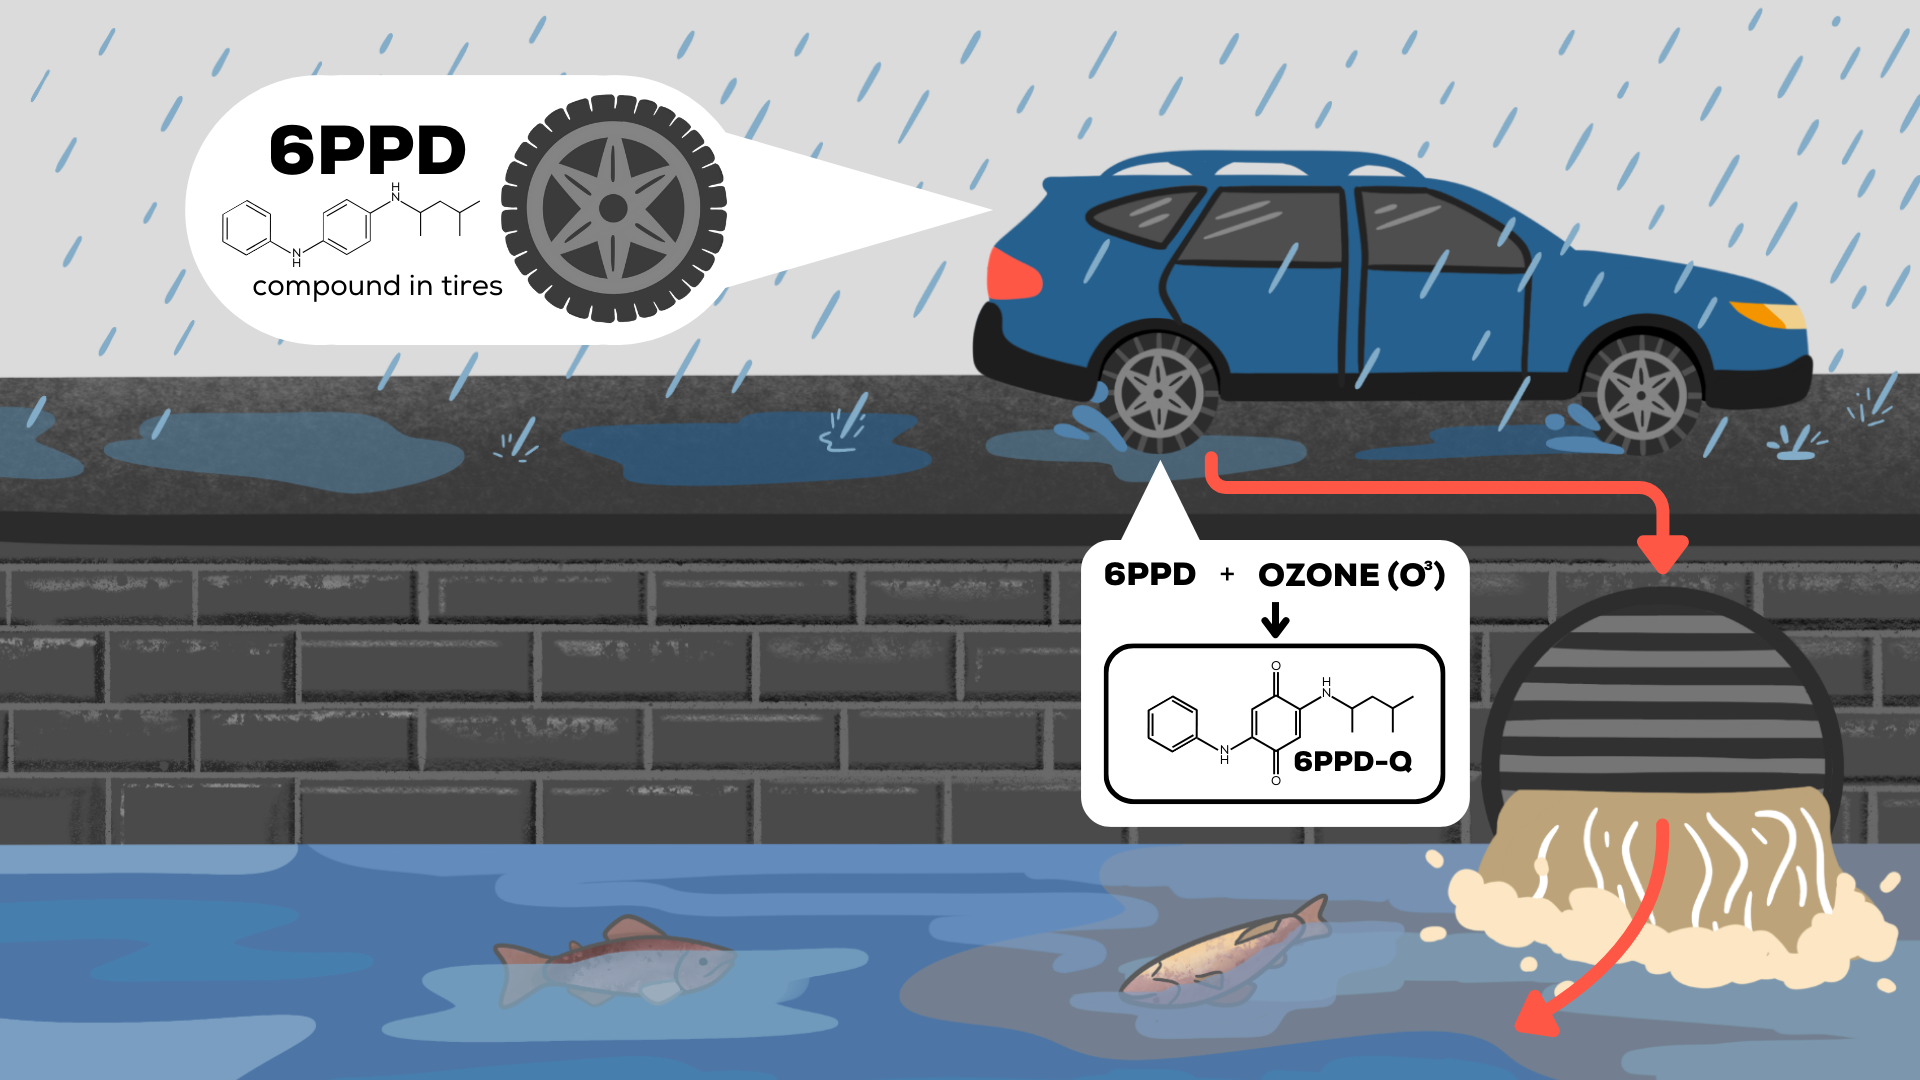 6PPD
H
N
N
H
compound in tires
6PPD + OZONE (O³)
O
H
N
N
H
6PPD-Q
O